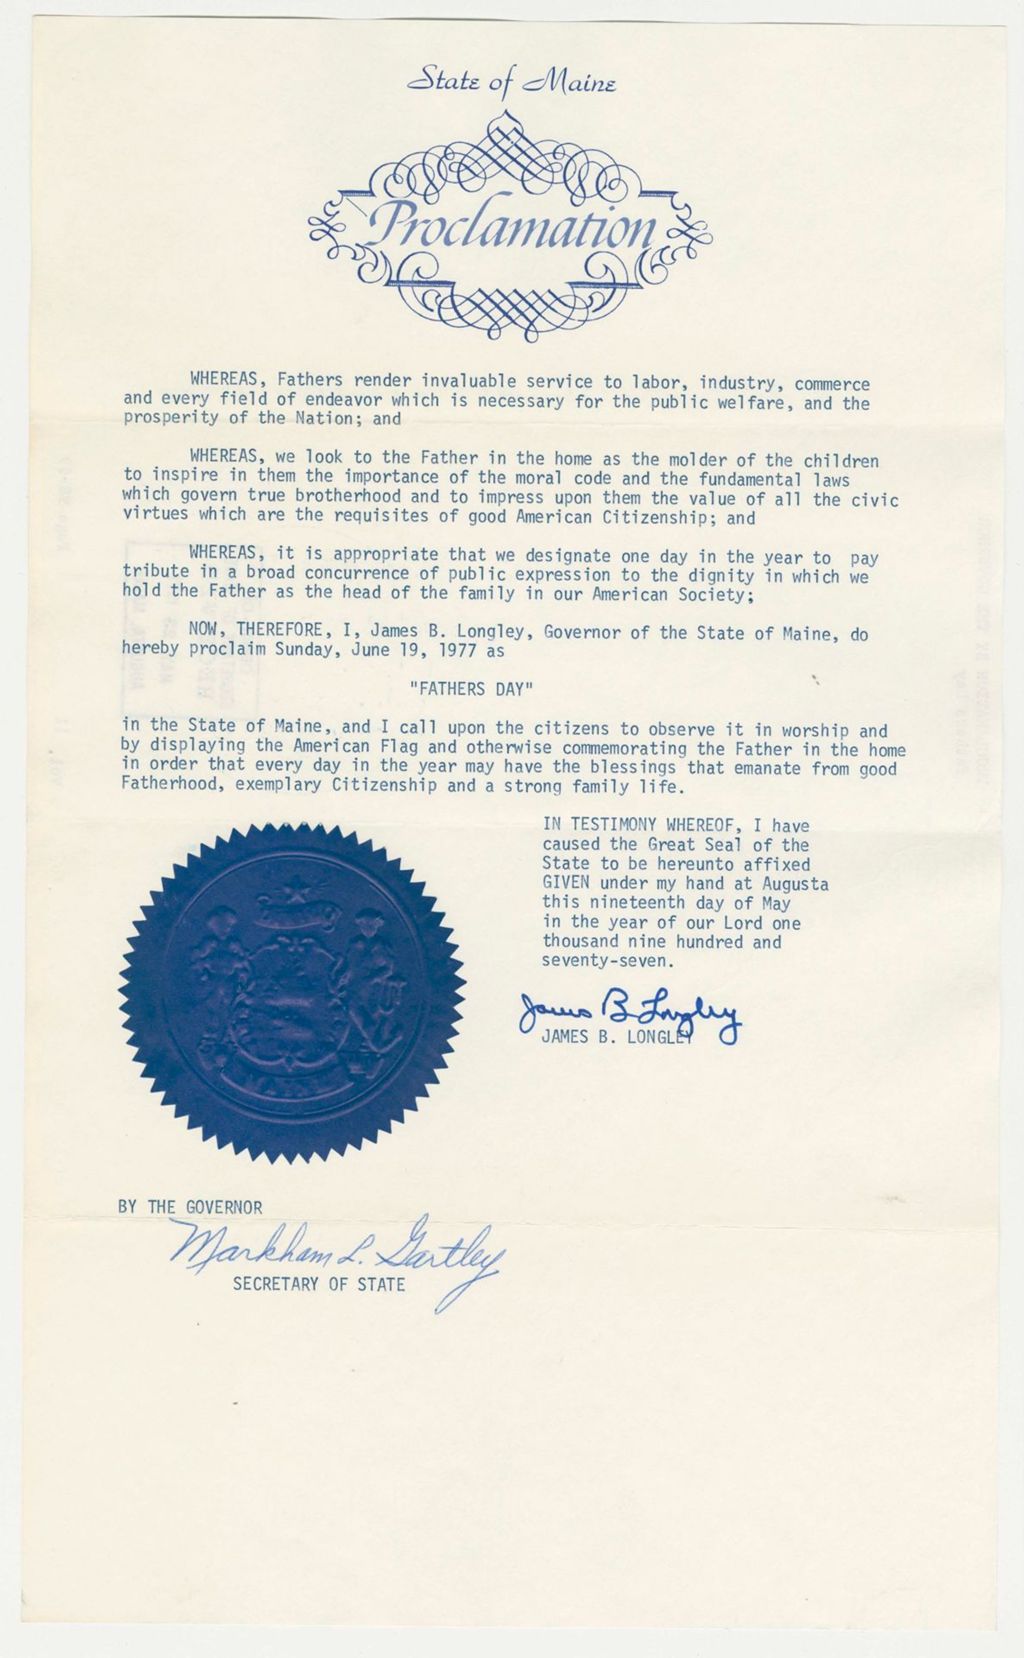 State of Maine
Proclamation
WHEREAS, Fathers render invaluable service to labor, industry, commerce
and every field of endeavor which is necessary for the public welfare, and the
prosperity of the Nation; and
WHEREAS, we look to the Father in the home as the molder of the children
to inspire in them the importance of the moral code and the fundamental laws
which govern true brotherhood and to impress upon them the value of all the civic
virtues which are the requisites of good American Citizenship; and
WHEREAS, it is appropriate that we designate one day in the year to pay
tribute in a broad concurrence of public expression to the dignity in which we
hold the Father as the head of the family in our American Society;
NOW, THEREFORE, I, James B. Longley, Governor of the State of Maine, do
hereby proclaim Sunday, June 19, 1977 as
"FATHERS DAY"
in the State of Maine, and I call upon the citizens to observe it in worship and
by displaying the American Flag and otherwise commemorating the Father in the home
in order that every day in the year may have the blessings that emanate from good
Fatherhood, exemplary Citizenship and a strong family life.
IN TESTIMONY WHEREOF, I have
caused the Great Seal of the
State to be hereunto affixed
GIVEN under my hand at Augusta
this nineteenth day of May
in the year of our Lord one
thousand nine hundred and
seventy-seven.
James B Longley
JAMES B. LONGLEY
MAINE
BY THE GOVERNOR
Markham L. Gartley
SECRETARY OF STATE